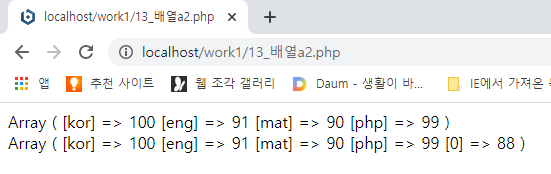 localhost/work1/13_배열a2.php
localhost/work1/13_배열a2.php
앱 추천 사이트 웹 조각 갤러리 Daum - 생활이 바... IE에서 가져온
Array ( [kor] => 100 [eng] => 91 [mat] => 90 [php] => 99 )
Array ( [kor] => 100 [eng] => 91 [mat] => 90 [php] => 99 [0] => 88 )